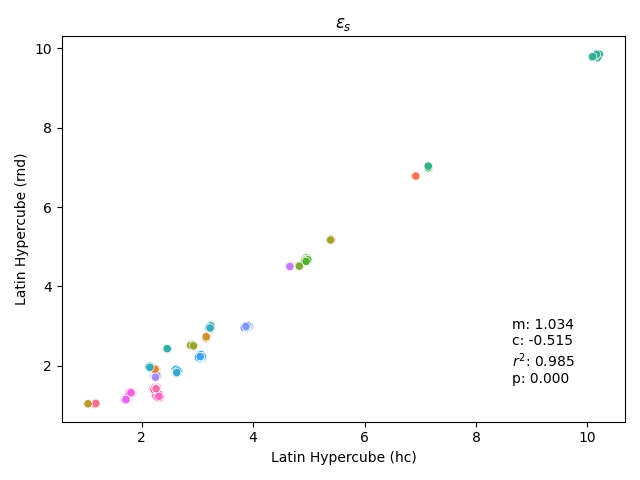 εₛ
10
8
6
4
2
Latin Hypercube (rnd)
m: 1.034
c: -0.515
r²: 0.985
p: 0.000
2 4 6 8 10
Latin Hypercube (hc)